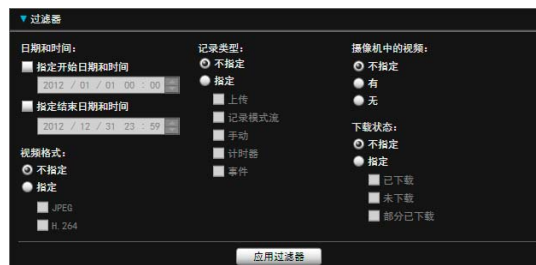 ▼ 过滤器
日期和时间:
指定开始日期和时间
2012 / 01 / 01 00 : 00
指定结束日期和时间
2012 / 12 / 31 23 : 59
视频格式:
不指定
指定
JPEG
H.264
记录类型:
不指定
指定
上传
记录模式流
手动
计时器
事件
摄像机中的视频:
不指定
有
无
下载状态:
不指定
指定
已下载
未下载
部分已下载
应用过滤器